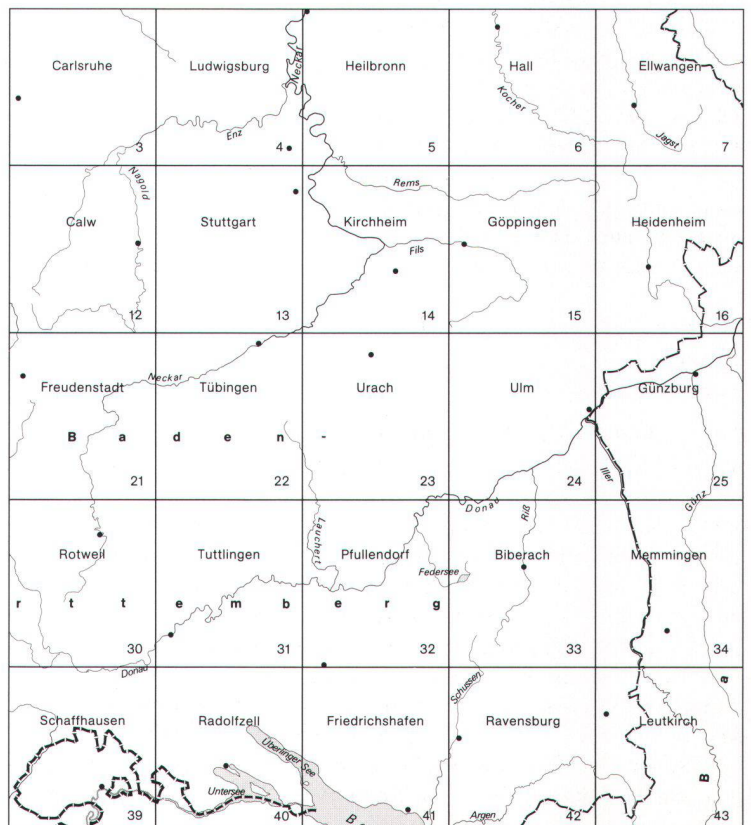 Carlsruhe Ludwigsburg Neckar Heilbronn Hall Ellwangen
Kocher
Enz Jagst
3 4 5 6 7
Nagold Rems
Calw Stuttgart Kirchheim Göppingen Heidenheim
Fils
12 13 14 15 16
Neckar
Freudenstadt Tübingen Urach Ulm Günzburg
B a d e n -
21 22 23 24 Iller 25
Günz
Donau
Lauchert Riß
Rotweil Tuttlingen Pfullendorf Biberach Memmingen
Federsee
r t t e m b e r g
30 31 32 33 34
Donau
Schussen a
Schaffhausen Radolfzell Friedrichshafen Ravensburg Leutkirch
Überlinger See
Untersee B
39 40 B 41 Argen 42 43